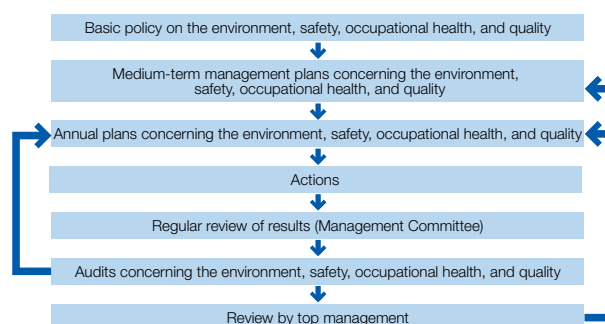 Basic policy on the environment, safety, occupational health, and quality
Medium-term management plans concerning the environment,
safety, occupational health, and quality
Annual plans concerning the environment, safety, occupational health, and quality
Actions
Regular review of results (Management Committee)
Audits concerning the environment, safety, occupational health, and quality
Review by top management